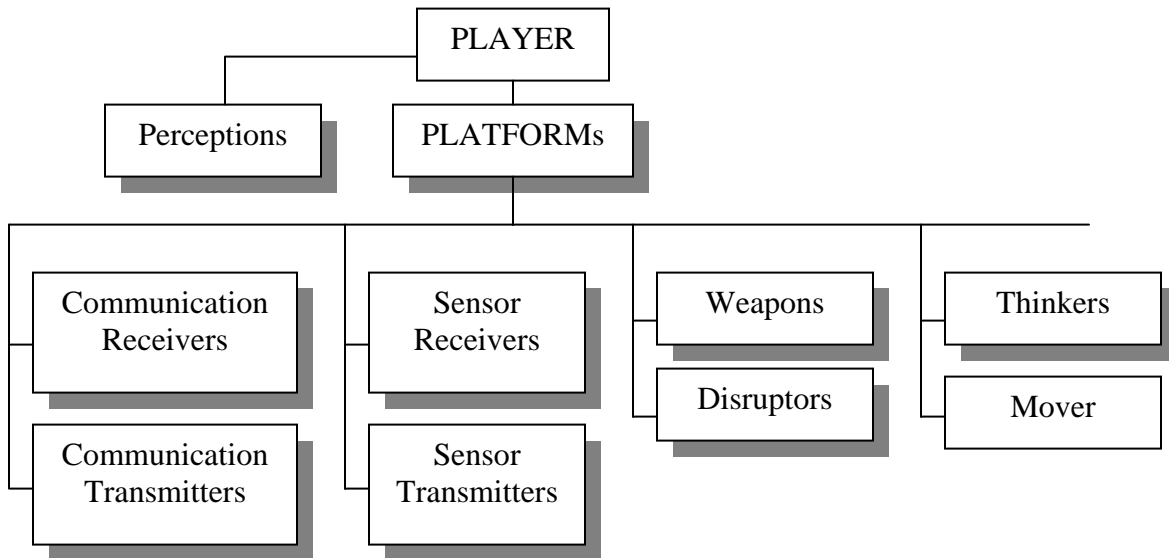 PLAYER
Perceptions
PLATFORMs
Communication
Receivers
Sensor
Receivers
Weapons
Thinkers
Disruptors
Mover
Communication
Transmitters
Sensor
Transmitters